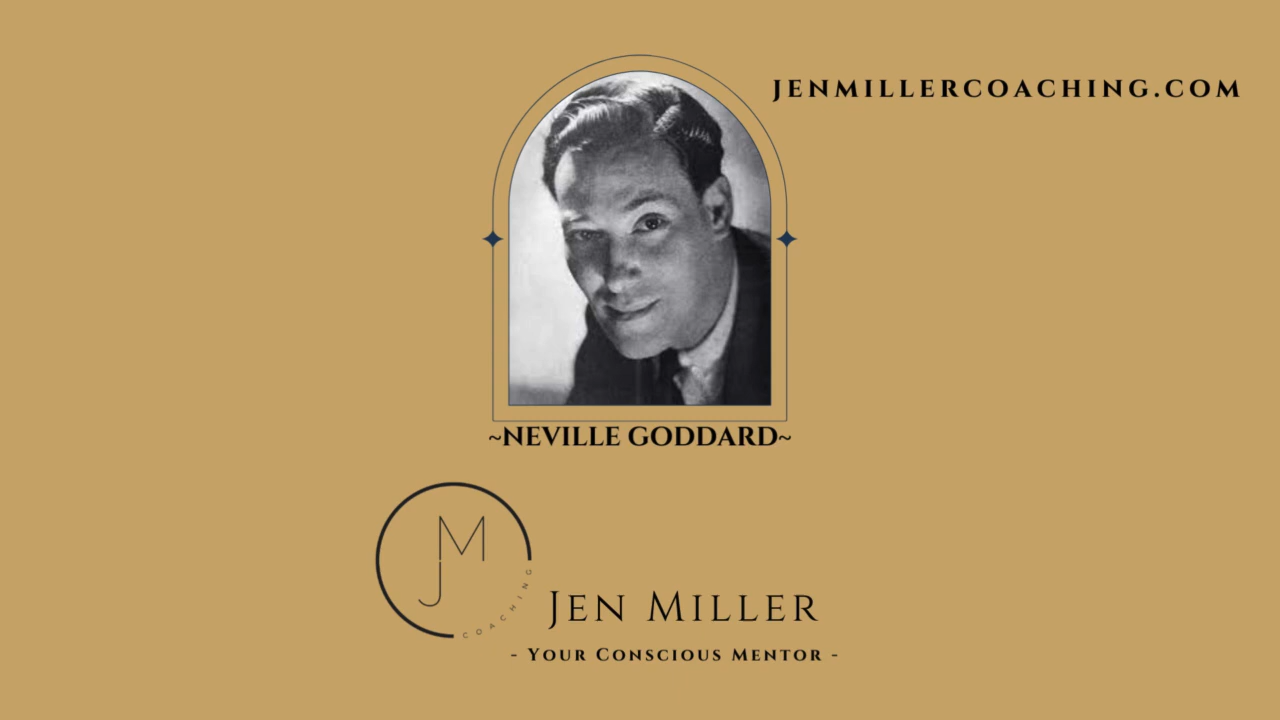 JENMILLERCOACHING.COM
~NEVILLE GODDARD~
JM
COACHING
JEN MILLER
- YOUR CONSCIOUS MENTOR -